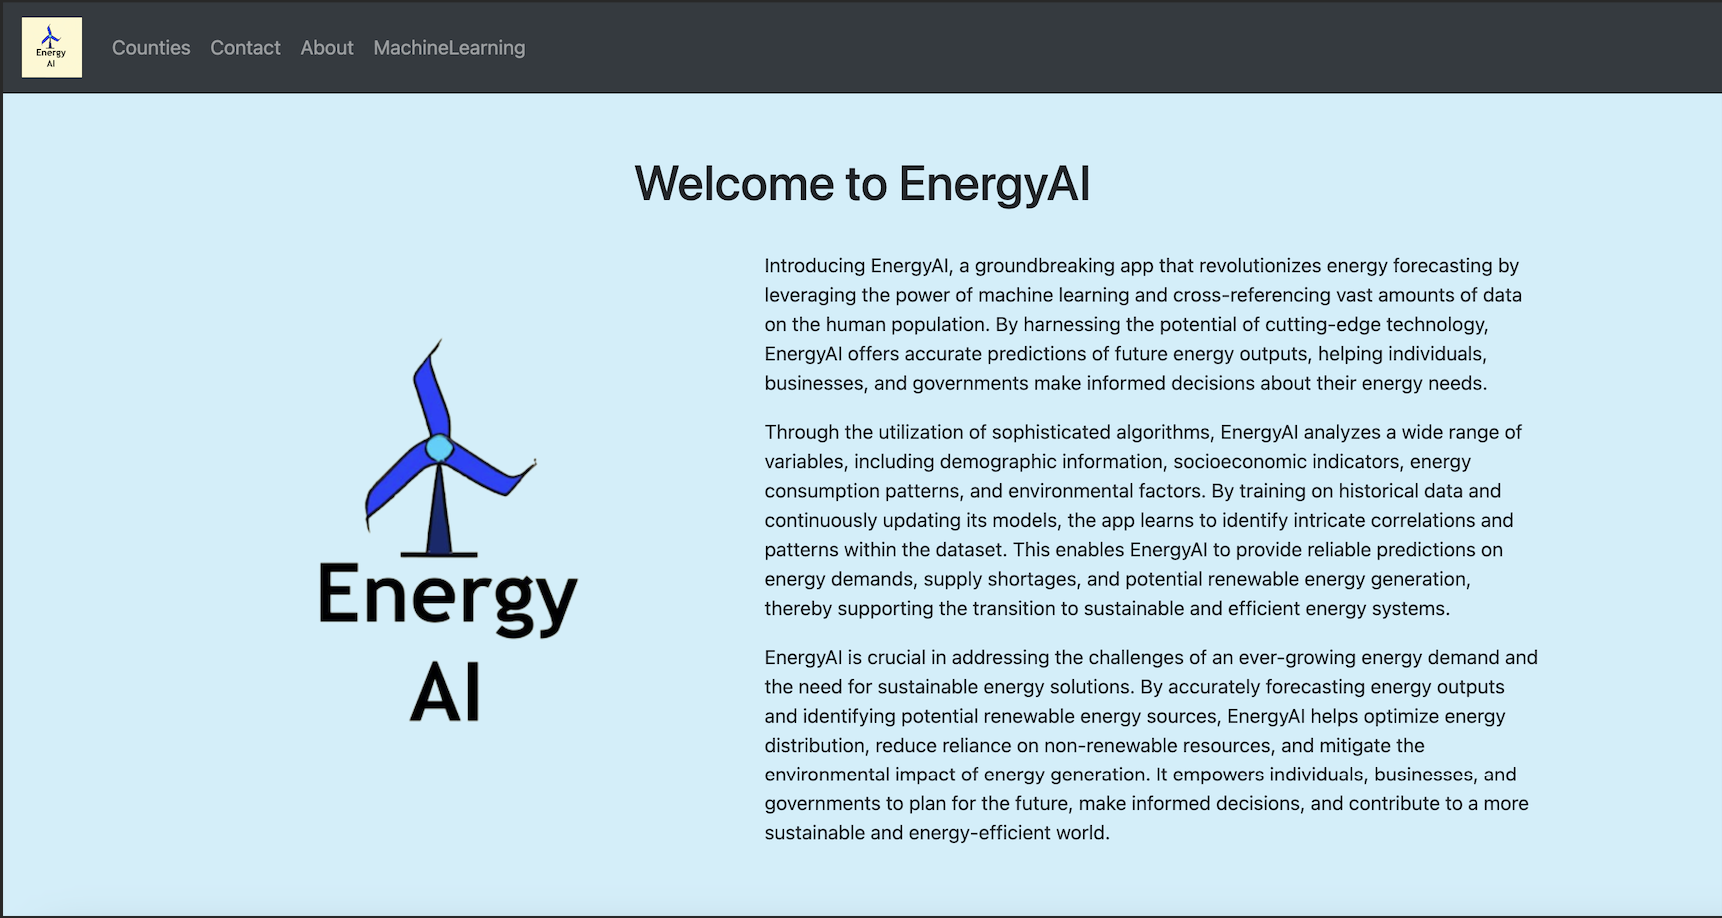 Energy
AI
Counties Contact About MachineLearning
Welcome to EnergyAI
Energy
AI
Introducing EnergyAI, a groundbreaking app that revolutionizes energy forecasting by
leveraging the power of machine learning and cross-referencing vast amounts of data
on the human population. By harnessing the potential of cutting-edge technology,
EnergyAI offers accurate predictions of future energy outputs, helping individuals,
businesses, and governments make informed decisions about their energy needs.
Through the utilization of sophisticated algorithms, EnergyAI analyzes a wide range of
variables, including demographic information, socioeconomic indicators, energy
consumption patterns, and environmental factors. By training on historical data and
continuously updating its models, the app learns to identify intricate correlations and
patterns within the dataset. This enables EnergyAI to provide reliable predictions on
energy demands, supply shortages, and potential renewable energy generation,
thereby supporting the transition to sustainable and efficient energy systems.
EnergyAI is crucial in addressing the challenges of an ever-growing energy demand and
the need for sustainable energy solutions. By accurately forecasting energy outputs
and identifying potential renewable energy sources, EnergyAI helps optimize energy
distribution, reduce reliance on non-renewable resources, and mitigate the
environmental impact of energy generation. It empowers individuals, businesses, and
governments to plan for the future, make informed decisions, and contribute to a more
sustainable and energy-efficient world.